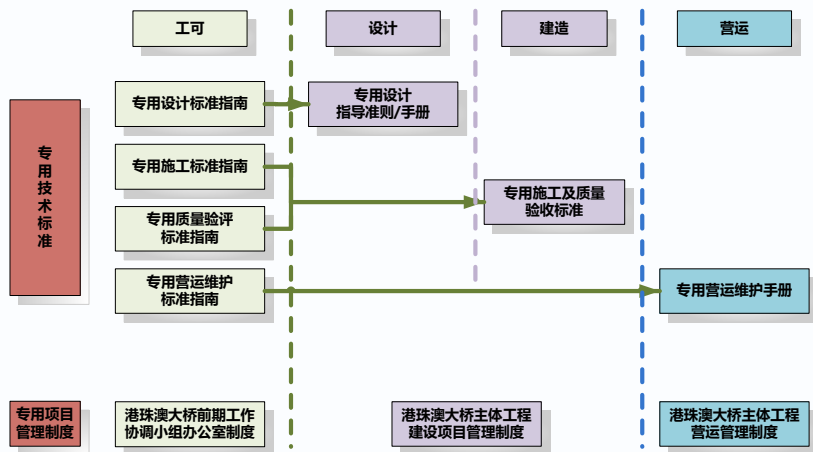 工可
设计
建造
营运
专用技术标准
专用设计标准指南
专用设计
指导准则/手册
专用施工标准指南
专用质量验评
标准指南
专用施工及质量
验收标准
专用营运维护
标准指南
专用营运维护手册
专用项目
管理制度
港珠澳大桥前期工作
协调小组办公室制度
港珠澳大桥主体工程
建设项目管理制度
港珠澳大桥主体工程
营运管理制度